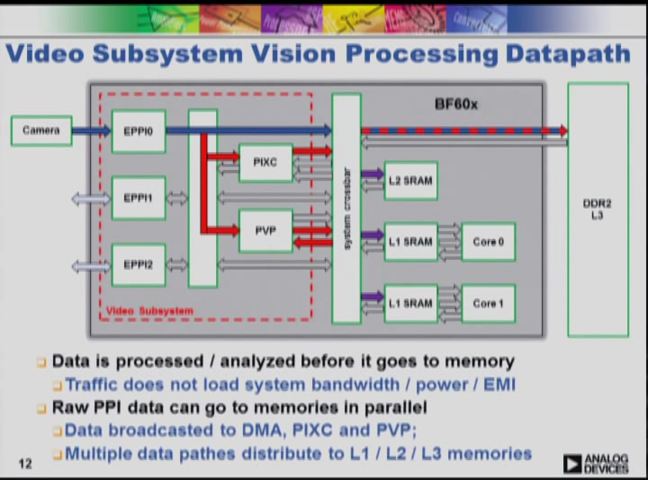 Video Subsystem Vision Processing Datapath
BF60x
Camera
EPPI0
PIXC
EPPI1
L2 SRAM
DDR2
L3
system crossbar
PVP
L1 SRAM
Core 0
EPPI2
L1 SRAM
Core 1
Video Subsystem
Data is processed / analyzed before it goes to memory
Traffic does not load system bandwidth / power / EMI
Raw PPI data can go to memories in parallel
Data broadcasted to DMA, PIXC and PVP;
Multiple data pathes distribute to L1 / L2 / L3 memories
12
ANALOG
DEVICES